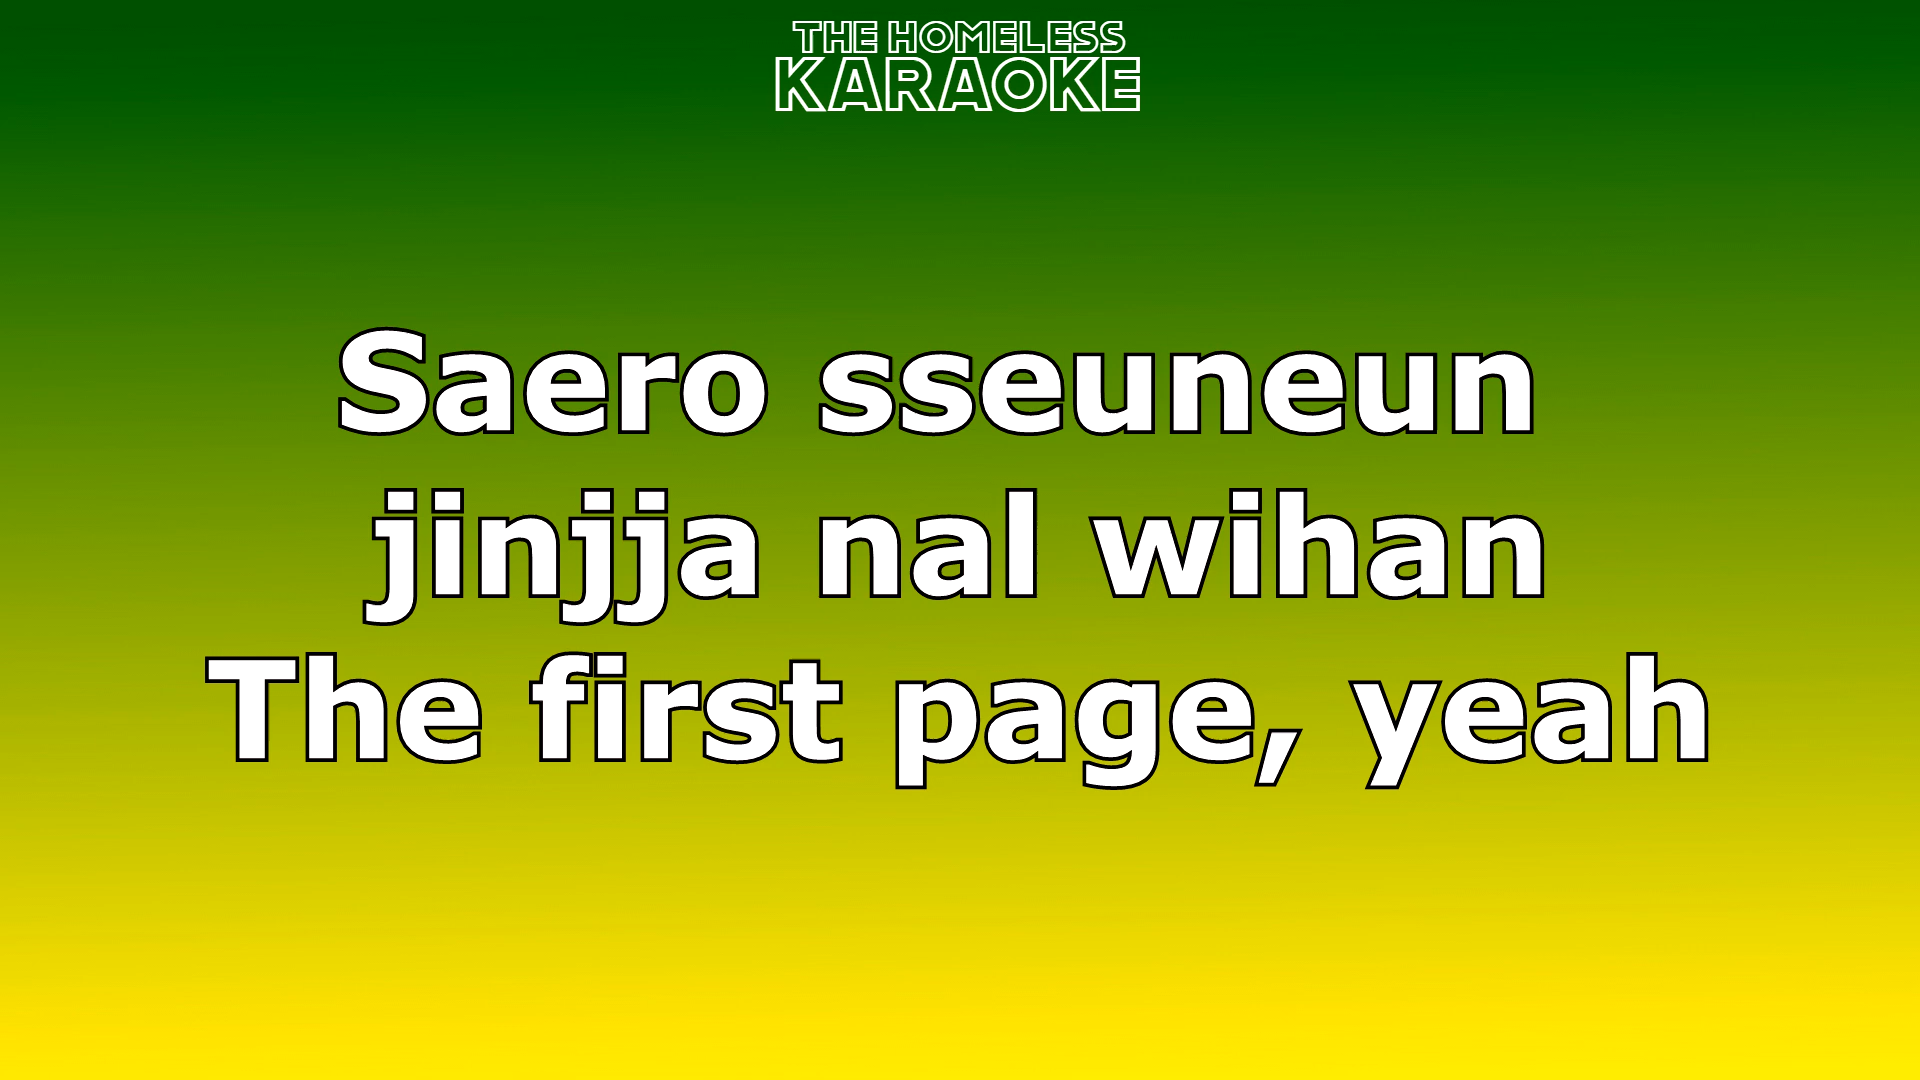 THE HOMELESS
KARAOKE
Saero sseuneun
jinjja nal wihan
The first page, yeah